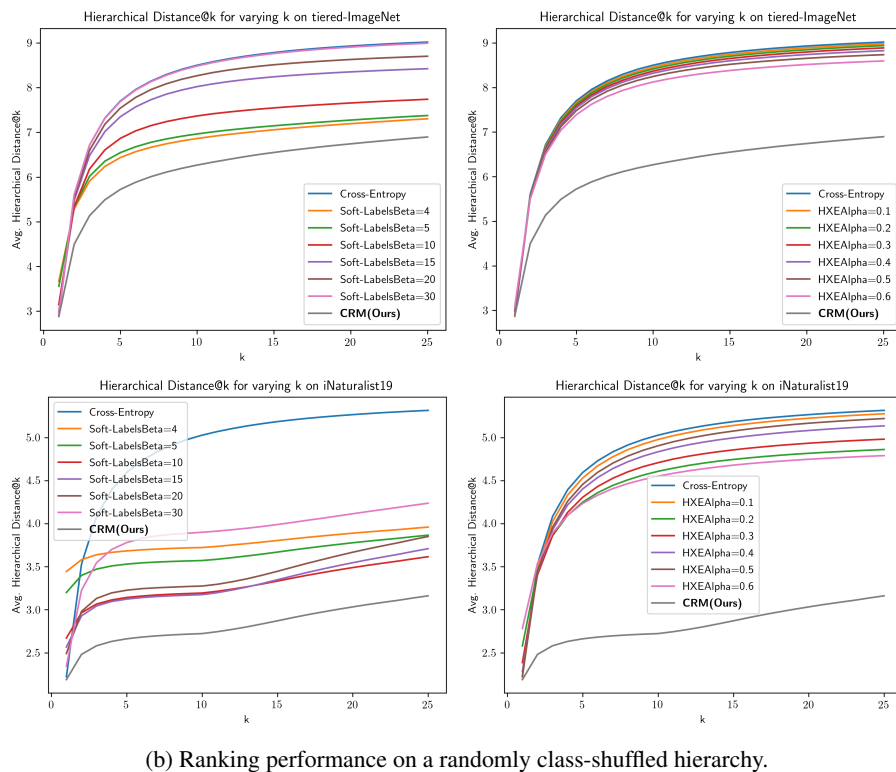 Hierarchical Distance@k for varying k on tiered-ImageNet
Avg. Hierarchical Distance@k
9
8
7
6
5
4
3
Cross-Entropy
Soft-LabelsBeta=4
Soft-LabelsBeta=5
Soft-LabelsBeta=10
Soft-LabelsBeta=15
Soft-LabelsBeta=20
Soft-LabelsBeta=30
CRM(Ours)
0 5 10 15 20 25
k
Hierarchical Distance@k for varying k on tiered-ImageNet
Avg. Hierarchical Distance@k
9
8
7
6
5
4
3
Cross-Entropy
HXEAlpha=0.1
HXEAlpha=0.2
HXEAlpha=0.3
HXEAlpha=0.4
HXEAlpha=0.5
HXEAlpha=0.6
CRM(Ours)
0 5 10 15 20 25
k
Hierarchical Distance@k for varying k on iNaturalist19
Avg. Hierarchical Distance@k
5.0
4.5
4.0
3.5
3.0
2.5
Cross-Entropy
Soft-LabelsBeta=4
Soft-LabelsBeta=5
Soft-LabelsBeta=10
Soft-LabelsBeta=15
Soft-LabelsBeta=20
Soft-LabelsBeta=30
CRM(Ours)
0 5 10 15 20 25
k
Hierarchical Distance@k for varying k on iNaturalist19
Avg. Hierarchical Distance@k
5.0
4.5
4.0
3.5
3.0
2.5
Cross-Entropy
HXEAlpha=0.1
HXEAlpha=0.2
HXEAlpha=0.3
HXEAlpha=0.4
HXEAlpha=0.5
HXEAlpha=0.6
CRM(Ours)
0 5 10 15 20 25
k
(b) Ranking performance on a randomly class-shuffled hierarchy.